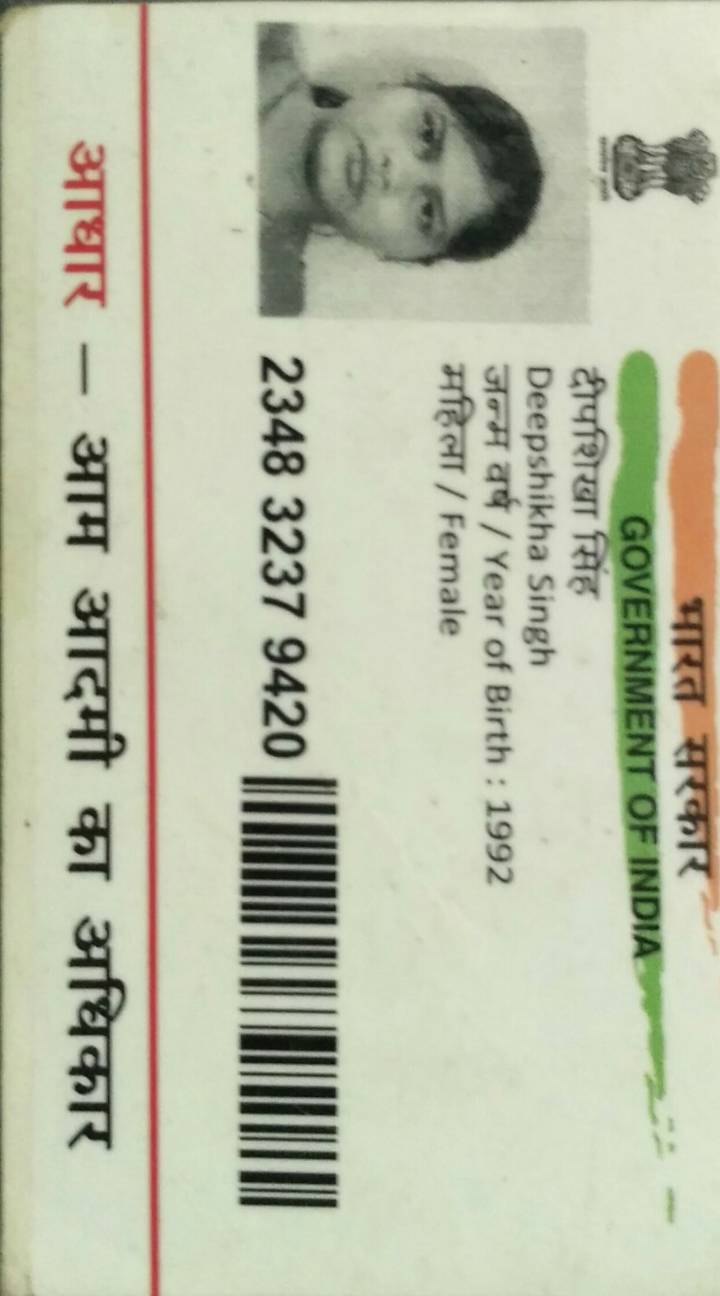 भारत सरकार
GOVERNMENT OF INDIA
दीपशिखा सिंह
Deepshikha Singh
जन्म वर्ष / Year of Birth : 1992
महिला / Female
2348 3237 9420
आधार – आम आदमी का अधिकार